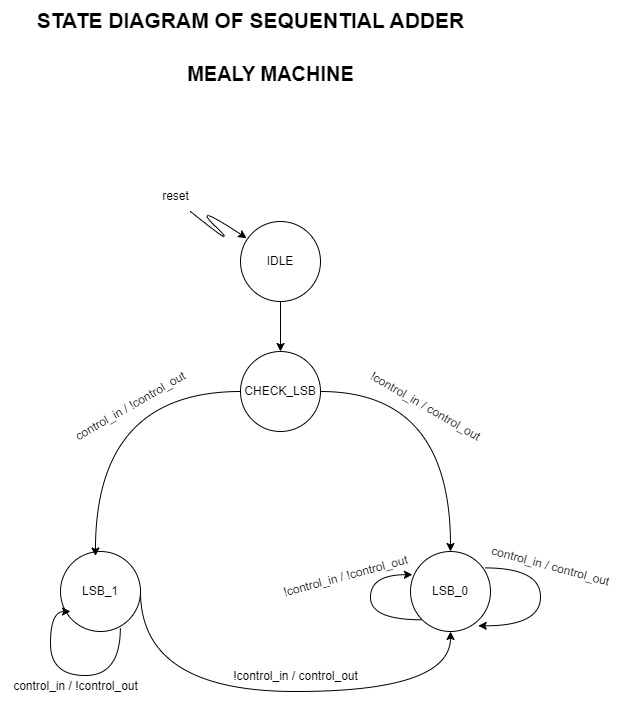 STATE DIAGRAM OF SEQUENTIAL ADDER
MEALY MACHINE
reset
IDLE
CHECK_LSB
control_in / !control_out
!control_in / control_out
LSB_1
LSB_0
!control_in / !control_out
control_in / control_out
control_in / !control_out
!control_in / control_out